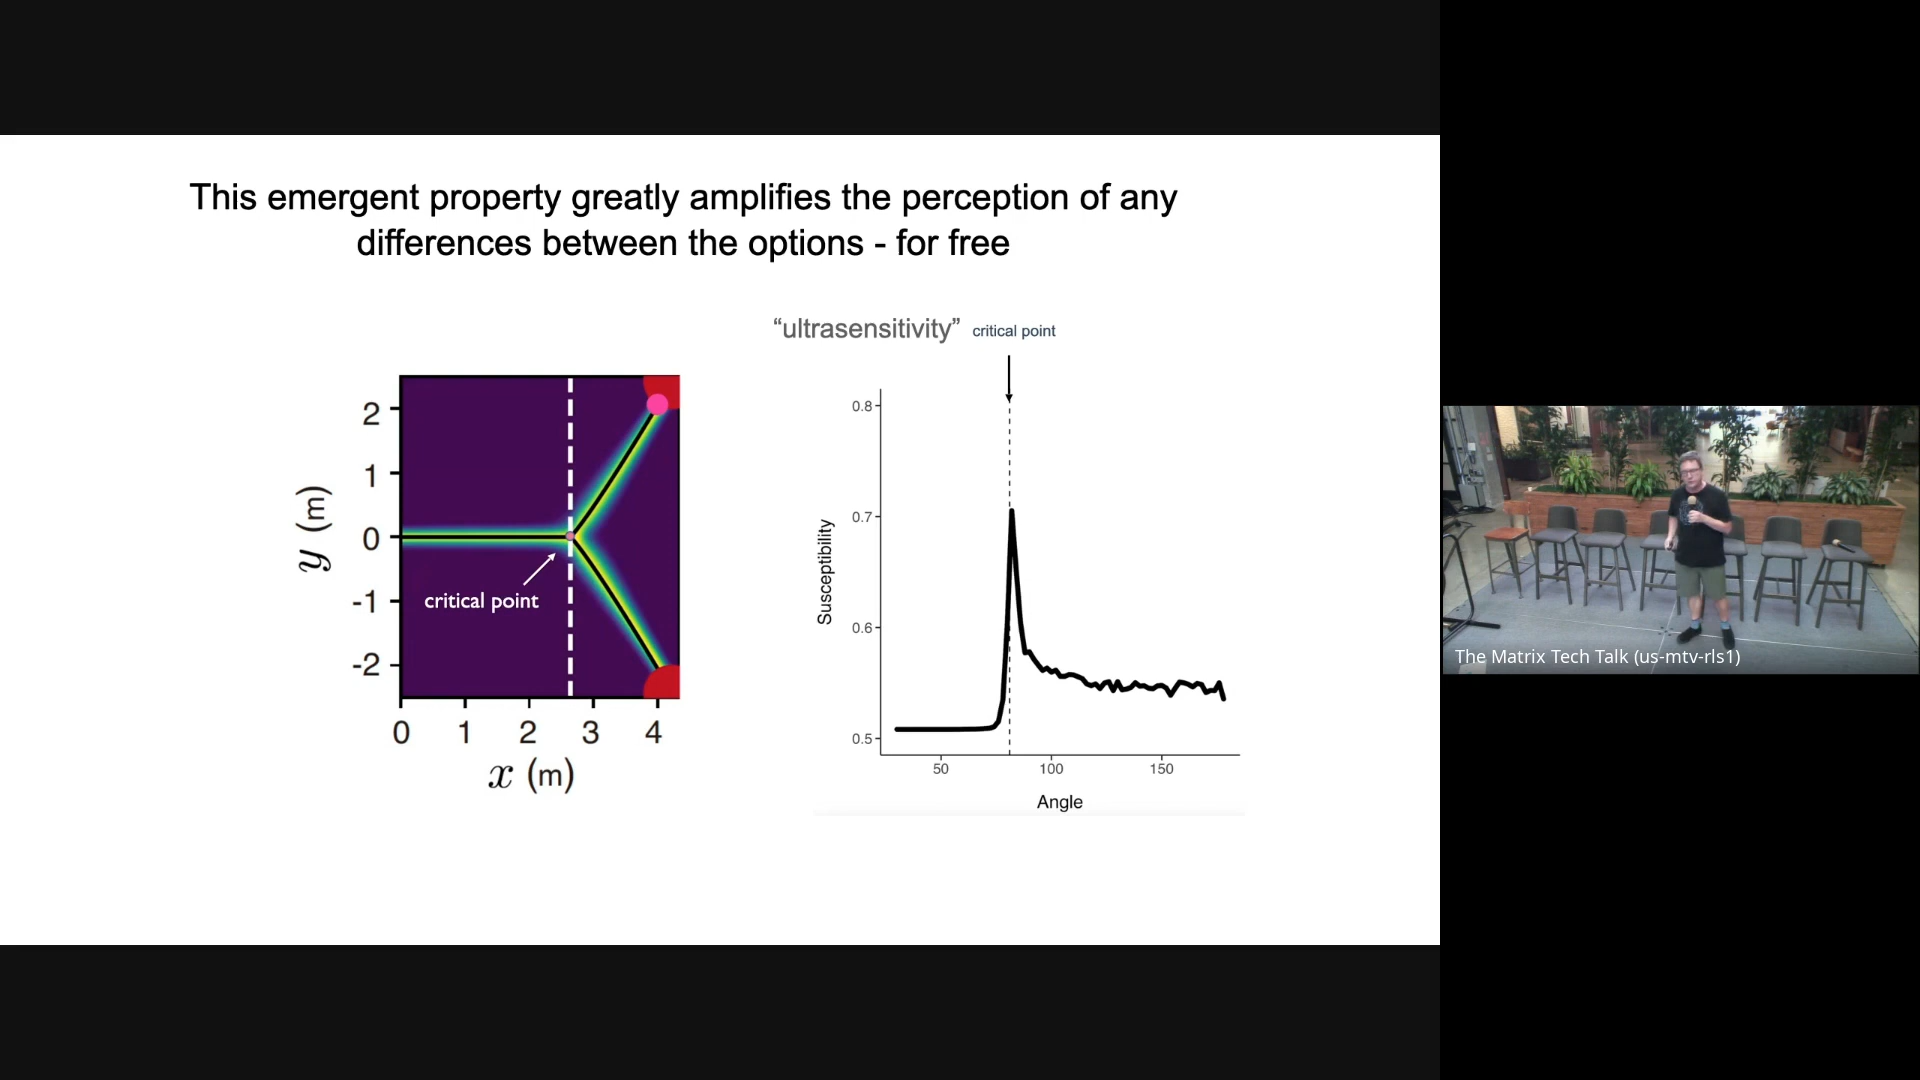 This emergent property greatly amplifies the perception of any
differences between the options - for free
“ultrasensitivity” critical point
2
1
0
-1
-2
y (m)
critical point
0 1 2 3 4
x (m)
0.8
0.7
0.6
0.5
Susceptibility
50 100 150
Angle
The Matrix Tech Talk (us-mtv-rls1)